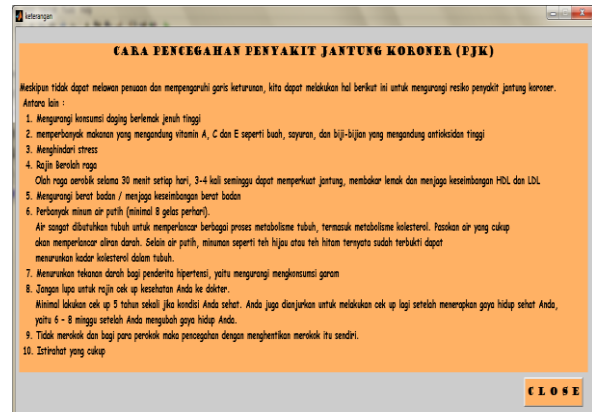 keterangan
CARA PENCEGAHAN PENYAKIT JANTUNG KORONER (PJK)
Meskipun tidak dapat melawan penuaan dan mempengaruhi garis keturunan, kita dapat melakukan hal berikut ini untuk mengurangi resiko penyakit jantung koroner.
Antara lain :
1. Mengurangi konsumsi daging berlemak jenuh tinggi
2. memperbanyak makanan yang mengandung vitamin A, C dan E seperti buah, sayuran, dan biji-bijian yang mengandung antioksidan tinggi
3. Menghindari stress
4. Rajin Berolah raga
Olah raga aerobik selama 30 menit setiap hari, 3-4 kali seminggu dapat memperkuat jantung, membakar lemak dan menjaga keseimbangan HDL dan LDL
5. Mengurangi berat badan / menjaga keseimbangan berat badan
6. Perbanyak minum air putih (minimal 8 gelas perhari).
Air sangat dibutuhkan tubuh untuk memperlancar berbagai proses metabolisme tubuh, termasuk metabolisme kolesterol. Pasokan air yang cukup
akan memperlancar aliran darah. Selain air putih, minuman seperti teh hijau atau teh hitam ternyata sudah terbukti dapat
menurunkan kadar kolesterol dalam tubuh.
7. Menurunkan tekanan darah bagi penderita hipertensi, yaitu mengurangi mengkonsumsi garam
8. Jangan lupa untuk rajin cek up kesehatan Anda ke dokter.
Minimal lakukan cek up 5 tahun sekali jika kondisi Anda sehat. Anda juga dianjurkan untuk melakukan cek up lagi setelah menerapkan gaya hidup sehat Anda,
yaitu 6 - 8 minggu setelah Anda mengubah gaya hidup Anda.
9. Tidak merokok dan bagi para perokok maka pencegahan dengan menghentikan merokok itu sendiri.
10. Istirahat yang cukup
CLOSE